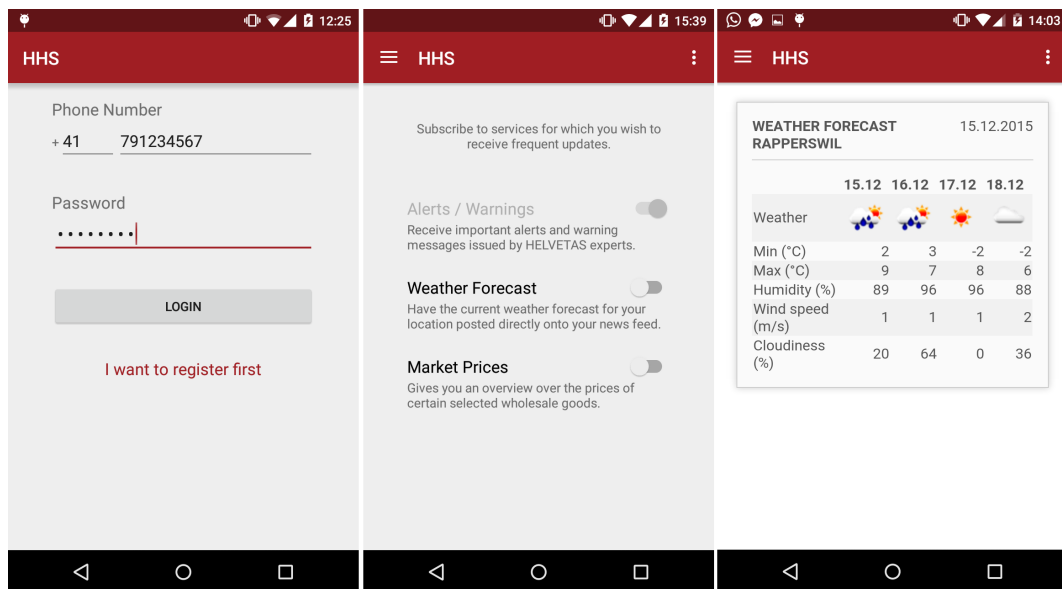 12:25
HHS
Phone Number
+ 41 791234567
Password
••••••••
LOGIN
I want to register first
15:39
HHS
Subscribe to services for which you wish to
receive frequent updates.
Alerts / Warnings
Receive important alerts and warning
messages issued by HELVETAS experts.
Weather Forecast
Have the current weather forecast for your
location posted directly onto your news feed.
Market Prices
Gives you an overview over the prices of
certain selected wholesale goods.
14:03
HHS
WEATHER FORECAST 15.12.2015
RAPPERSWIL
15.12 16.12 17.12 18.12
Weather
Min (°C) 2 3 -2 -2
Max (°C) 9 7 8 6
Humidity (%) 89 96 96 88
Wind speed
(m/s) 1 1 1 2
Cloudiness
(%) 20 64 0 36